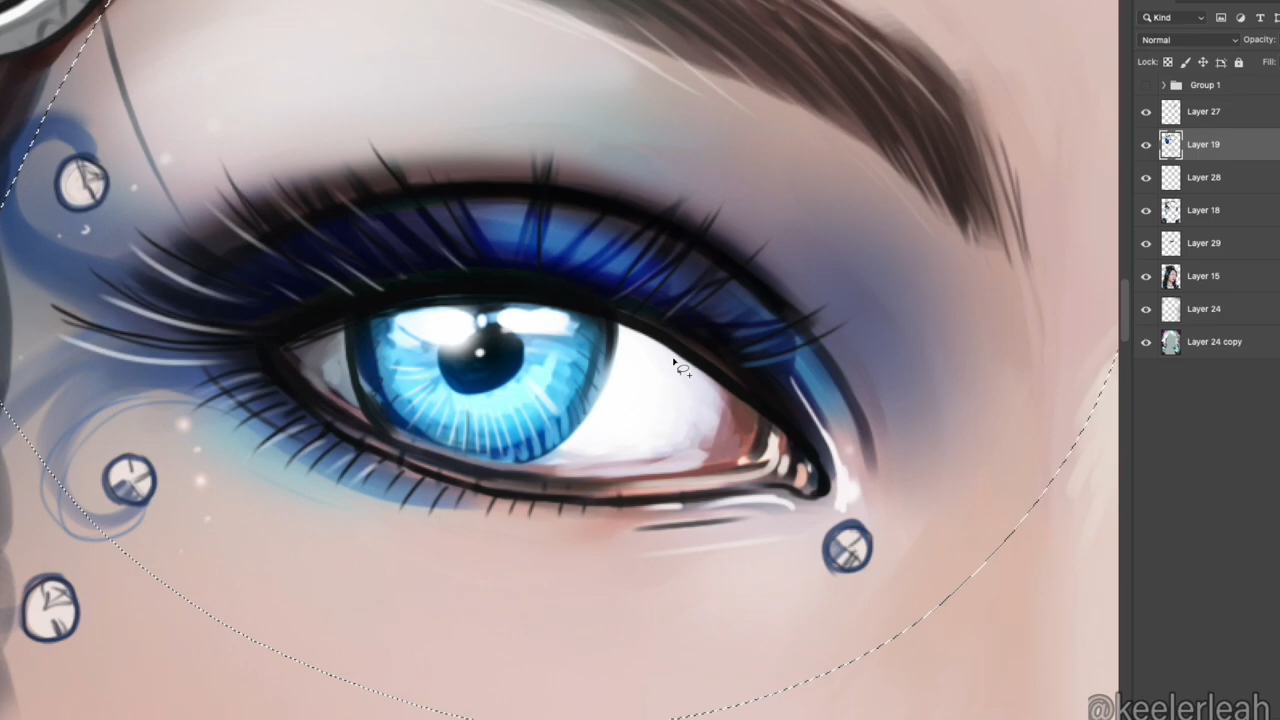 Kind
Normal Opacity:
Lock: Fill:
Group 1
Layer 27
Layer 19
Layer 28
Layer 18
Layer 29
Layer 15
Layer 24
Layer 24 copy
@keelerleah